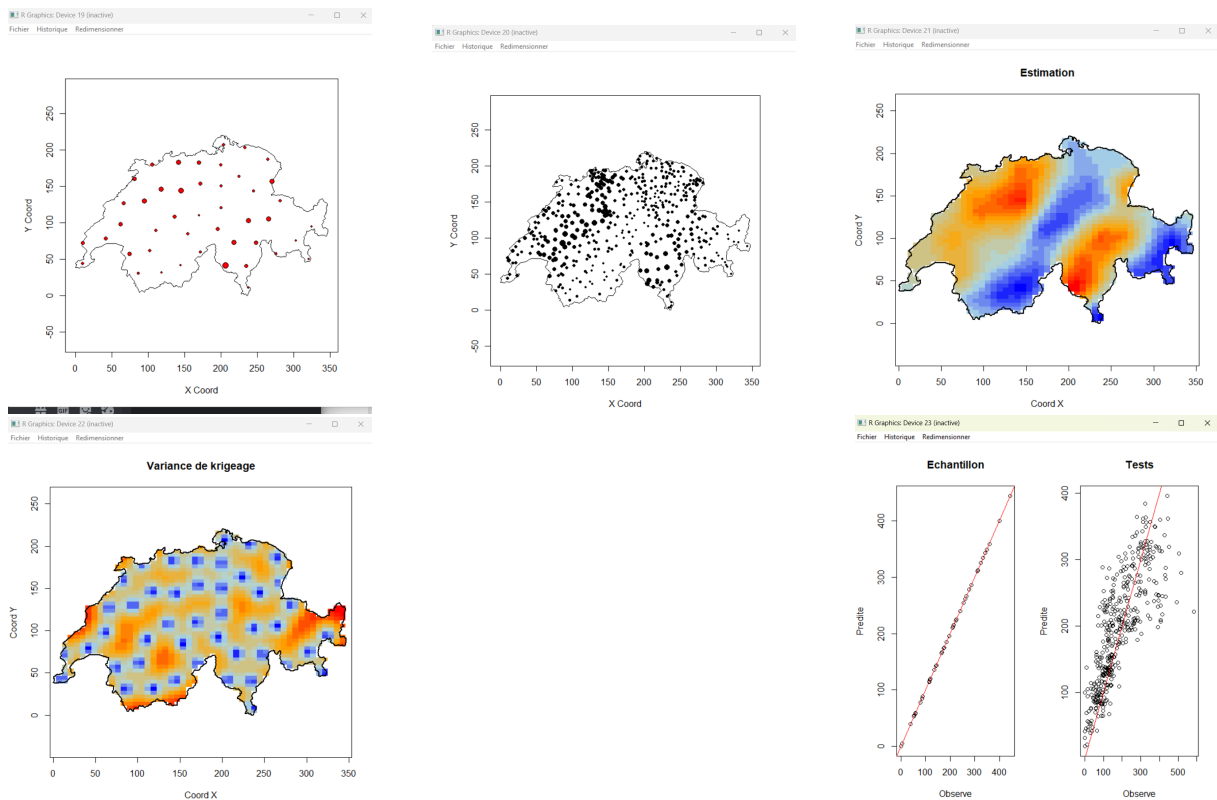 R Graphics: Device 19 (inactive)
Fichier Historique Redimensionner
250
200
150
100
50
0
-50
Y Coord
0 50 100 150 200 250 300 350
X Coord
R Graphics: Device 20 (inactive)
Fichier Historique Redimensionner
250
200
150
100
50
0
-50
Y Coord
0 50 100 150 200 250 300 350
X Coord
R Graphics: Device 21 (inactive)
Fichier Historique Redimensionner
Estimation
250
200
150
100
50
0
Coord Y
0 50 100 150 200 250 300 350
Coord X
GIF
R Graphics: Device 22 (inactive)
Fichier Historique Redimensionner
Variance de krigeage
250
200
150
100
50
0
Coord Y
0 50 100 150 200 250 300 350
Coord X
R Graphics: Device 23 (inactive)
Fichier Historique Redimensionner
Echantillon
400
300
200
100
0
Predite
0 100 200 300 400
Observe
Tests
400
300
200
100
Predite
0 100 300 500
Observe